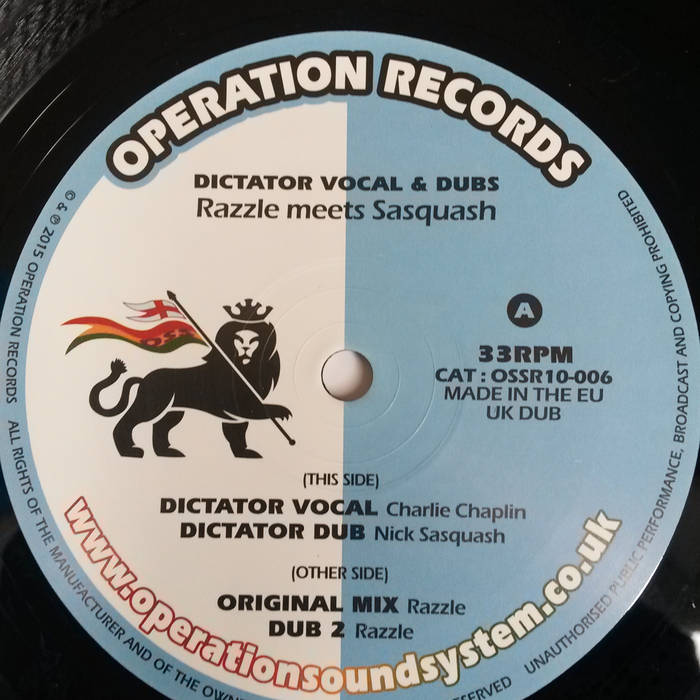 OPERATION RECORDS
DICTATOR VOCAL & DUBS
Razzle meets Sasquash
OSS
A
33RPM
CAT : OSSR10-006
MADE IN THE EU
UK DUB
(THIS SIDE)
DICTATOR VOCAL Charlie Chaplin
DICTATOR DUB Nick Sasquash
(OTHER SIDE)
ORIGINAL MIX Razzle
DUB 2 Razzle
www.operationsoundsystem.co.uk
© & ℗ 2015 OPERATION RECORDS ALL RIGHTS OF THE MANUFACTURER AND OF THE
UNAUTHORISED PUBLIC PERFORMANCE, BROADCAST AND COPYING PROHIBITED